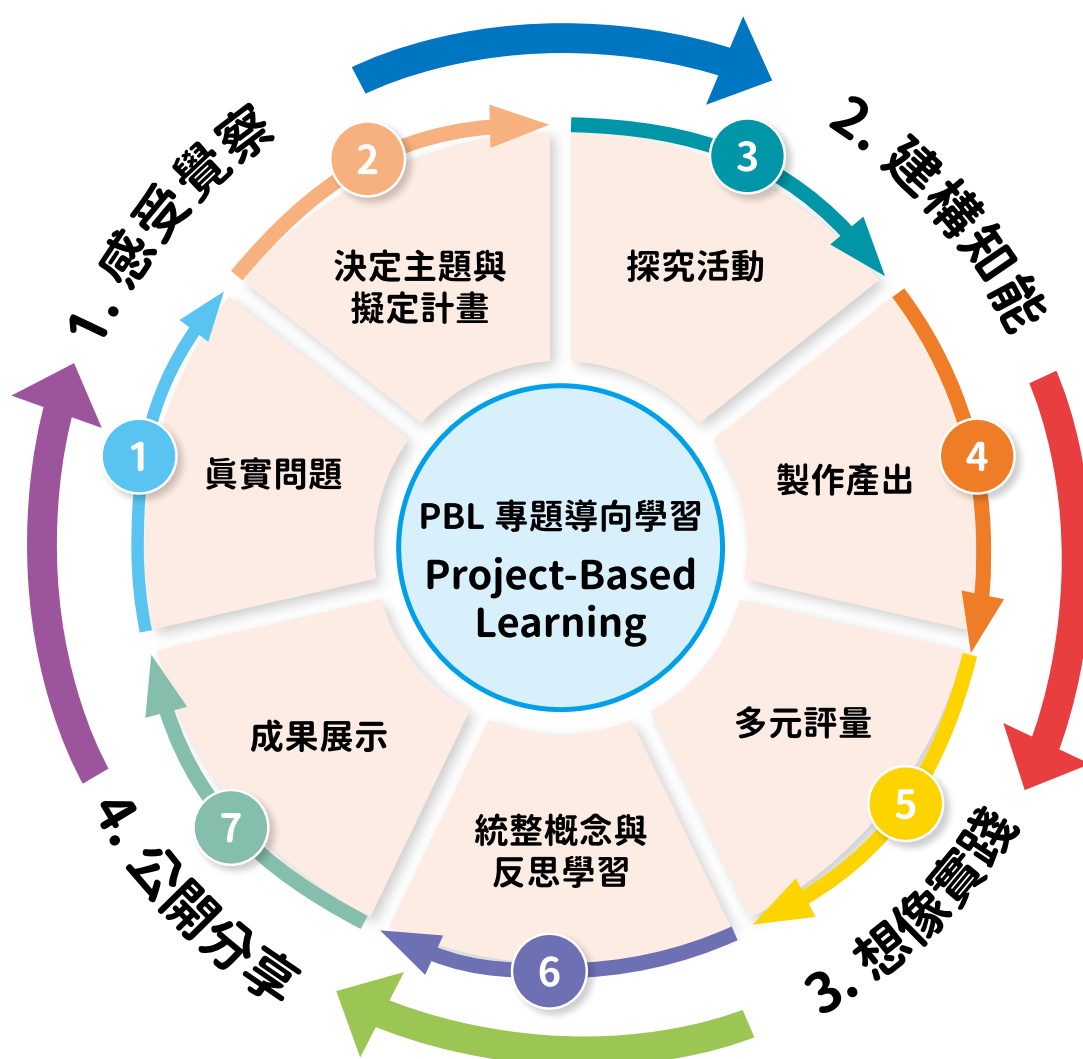 PBL 專題導向學習
Project-Based
Learning
1. 感受覺察
2. 建構知能
3. 想像實踐
4. 公開分享
1
眞實問題
2
決定主題與
擬定計畫
3
探究活動
4
製作產出
5
多元評量
6
統整概念與
反思學習
7
成果展示